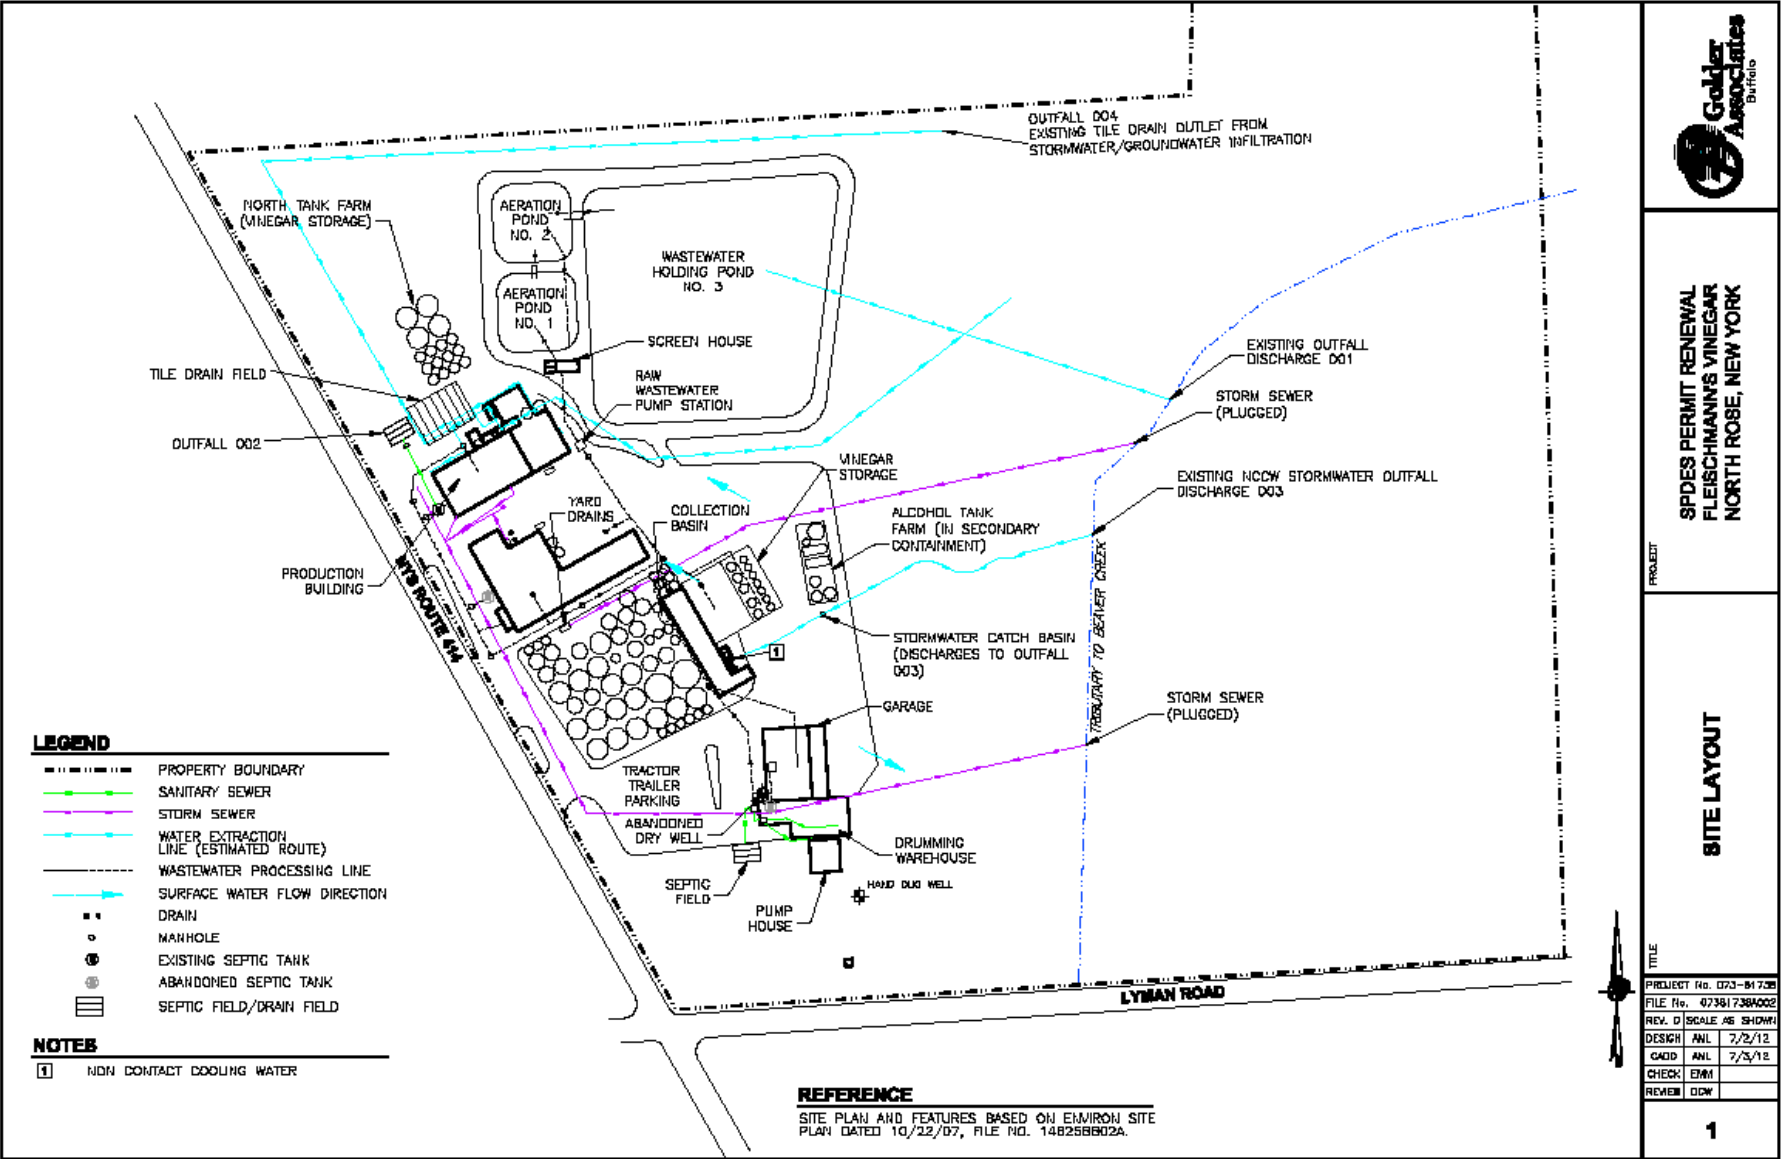 OUTFALL 004
EXISTING TILE DRAIN OUTLET FROM
STORMWATER/GROUNDWATER INFILTRATION
NORTH TANK FARM
(VINEGAR STORAGE)
AERATION
POND
NO. 2
WASTEWATER
HOLDING POND
NO. 3
AERATION
POND
NO. 1
SCREEN HOUSE
TILE DRAIN FIELD
RAW
WASTEWATER
PUMP STATION
EXISTING OUTFALL
DISCHARGE 001
STORM SEWER
(PLUGGED)
OUTFALL 002
VINEGAR
STORAGE
EXISTING NCCW STORMWATER OUTFALL
DISCHARGE 003
YARD
DRAINS
COLLECTION
BASIN
ALCOHOL TANK
FARM (IN SECONDARY
CONTAINMENT)
PRODUCTION
BUILDING
NYS ROUTE 414
TRIBUTARY TO BEAVER CREEK
STORMWATER CATCH BASIN
(DISCHARGES TO OUTFALL
003)
1
STORM SEWER
(PLUGGED)
GARAGE
TRACTOR
TRAILER
PARKING
ABANDONED
DRY WELL
DRUMMING
WAREHOUSE
SEPTIC
FIELD
HAND DUG WELL
PUMP
HOUSE
LYMAN ROAD
LEGEND
PROPERTY BOUNDARY
SANITARY SEWER
STORM SEWER
WATER EXTRACTION
LINE (ESTIMATED ROUTE)
WASTEWATER PROCESSING LINE
SURFACE WATER FLOW DIRECTION
DRAIN
MANHOLE
EXISTING SEPTIC TANK
ABANDONED SEPTIC TANK
SEPTIC FIELD/DRAIN FIELD
NOTES
1 NON CONTACT COOLING WATER
REFERENCE
SITE PLAN AND FEATURES BASED ON ENVIRON SITE
PLAN DATED 10/22/07, FILE NO.
Golder
Associates
Buffalo
PROJECT
SPDES PERMIT RENEWAL
FLEISCHMANNS VINEGAR
NORTH ROSE, NEW YORK
TITLE
SITE LAYOUT
PROJECT No.
FILE No.
REV. 0 SCALE AS SHOWN
DESIGN ANL 7/2/12
CADD ANL 7/3/12
CHECK EMM
REVIEW DCW
1